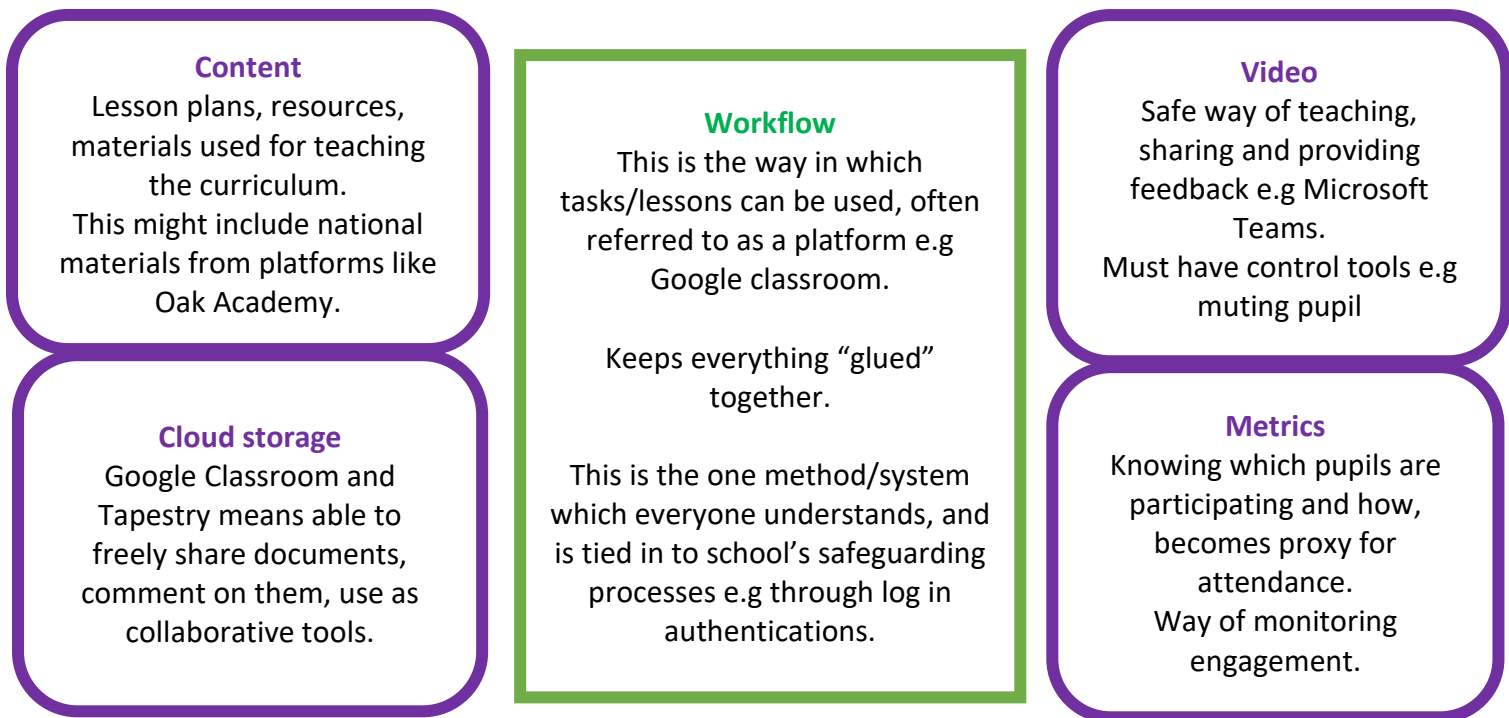 Content
Lesson plans, resources,
materials used for teaching
the curriculum.
This might include national
materials from platforms like
Oak Academy.
Cloud storage
Google Classroom and
Tapestry means able to
freely share documents,
comment on them, use as
collaborative tools.
Workflow
This is the way in which
tasks/lessons can be used, often
referred to as a platform e.g
Google classroom.
Keeps everything “glued”
together.
This is the one method/system
which everyone understands, and
is tied in to school’s safeguarding
processes e.g through log in
authentications.
Video
Safe way of teaching,
sharing and providing
feedback e.g Microsoft
Teams.
Must have control tools e.g
muting pupil
Metrics
Knowing which pupils are
participating and how,
becomes proxy for
attendance.
Way of monitoring
engagement.